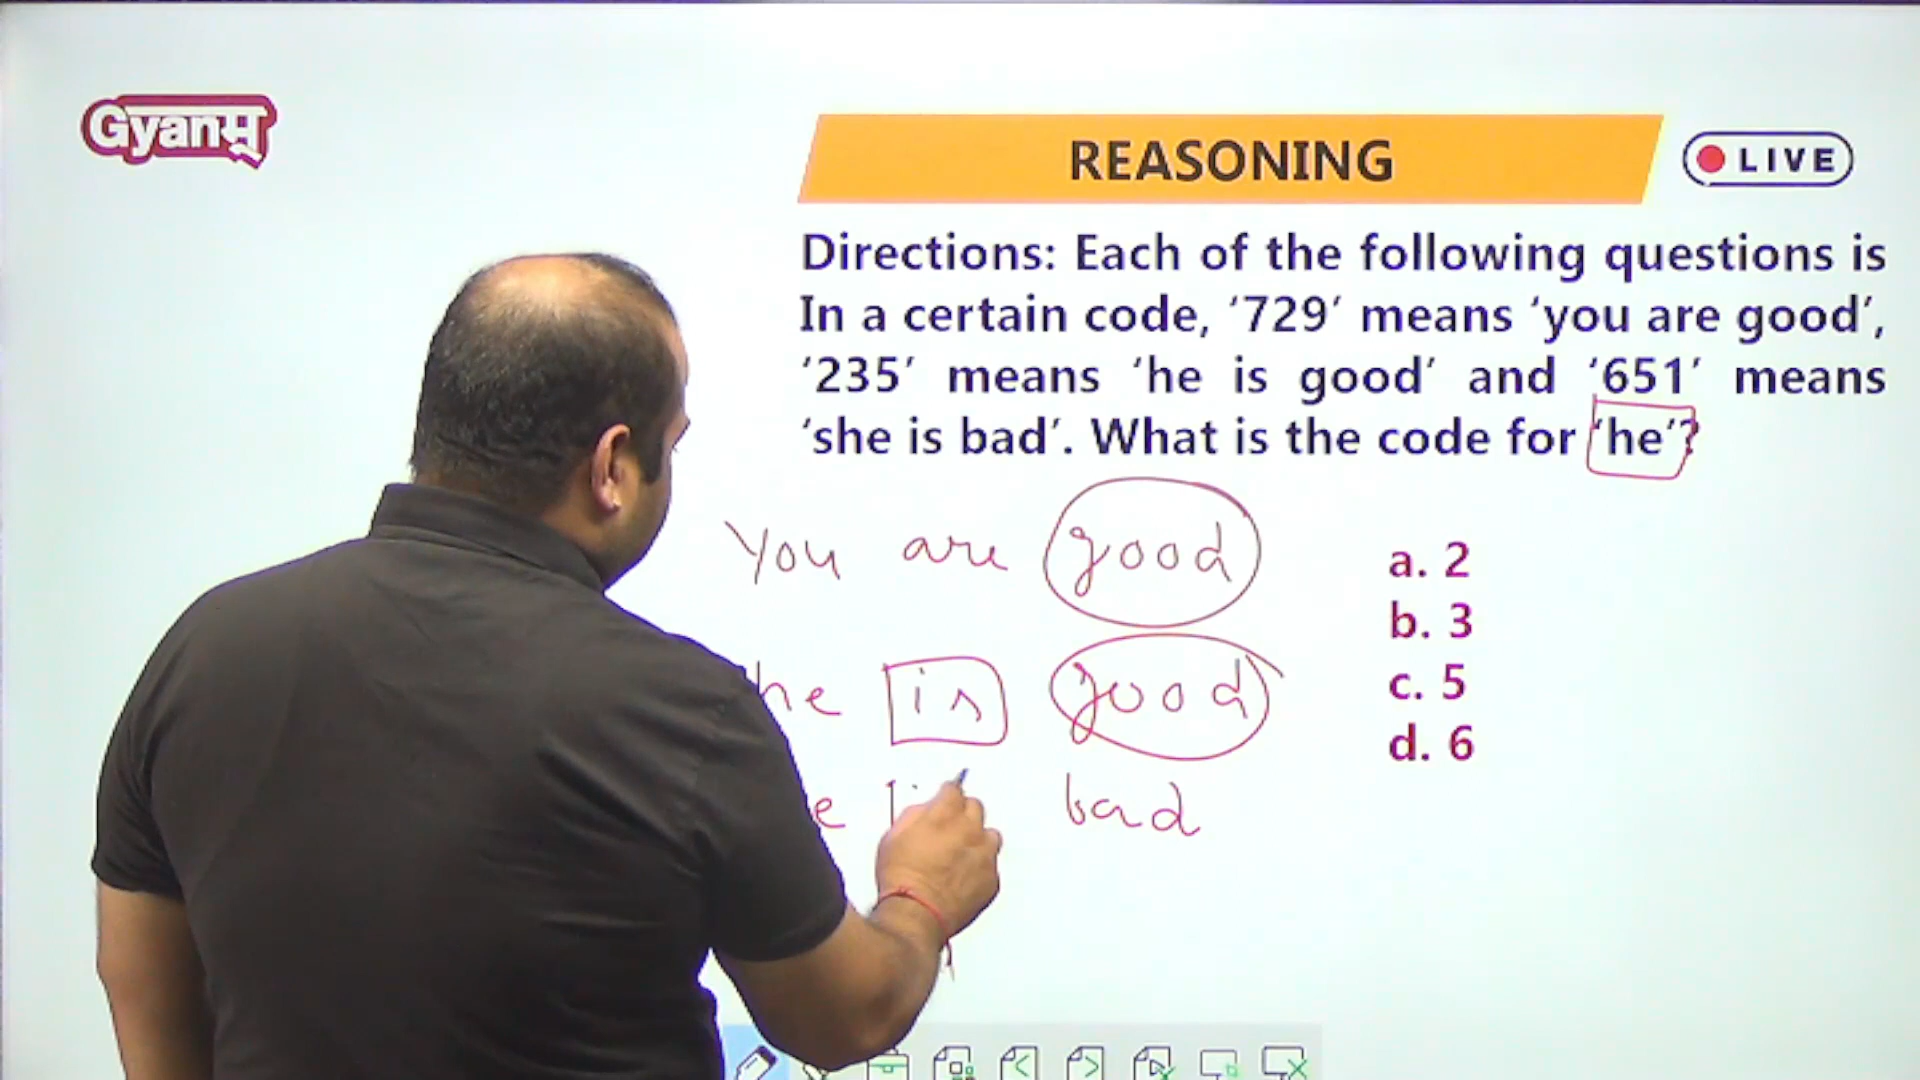 Gyanम्
REASONING
LIVE
Directions: Each of the following questions is
In a certain code, ‘729’ means ‘you are good’,
‘235’ means ‘he is good’ and ‘651’ means
‘she is bad’. What is the code for ‘he’?
You are good
he is good
bad
a. 2
b. 3
c. 5
d. 6